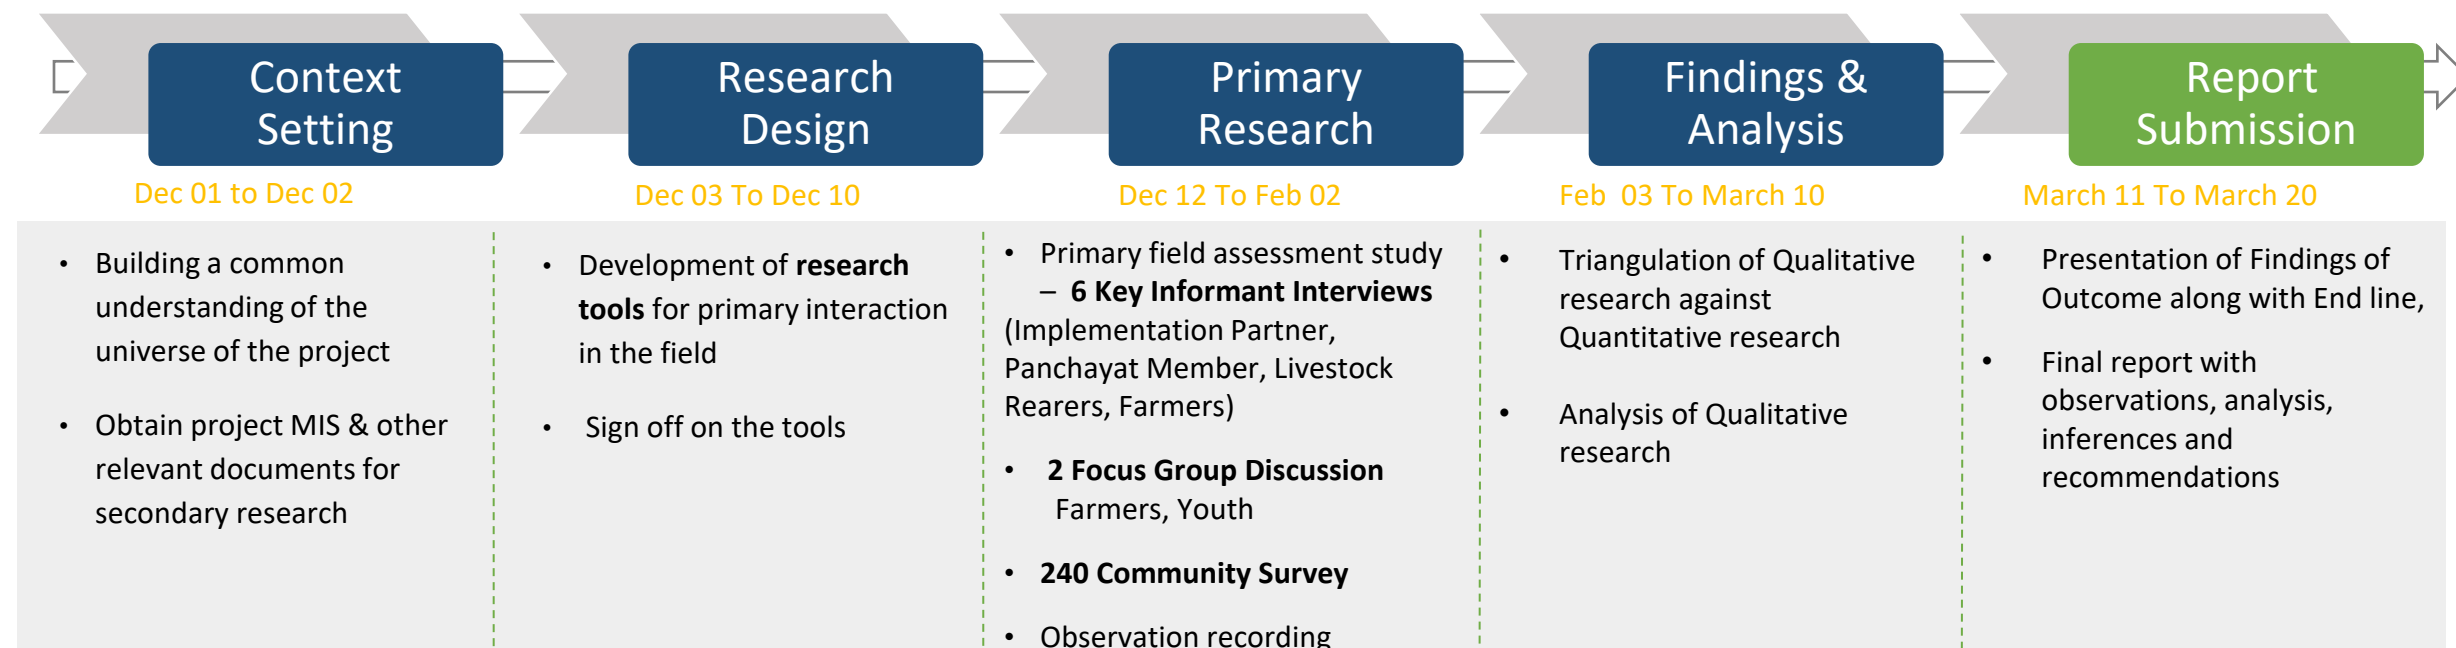 Context
Setting
Research
Design
Primary
Research
Findings &
Analysis
Report
Submission
Dec 01 to Dec 02
Dec 03 To Dec 10
Dec 12 To Feb 02
Feb  03 To March 10
March 11 To March 20
• Building a common
understanding of the
universe of the project
• Obtain project MIS & other
relevant documents for
secondary research
• Development of research
tools for primary interaction
in the field
• Sign off on the tools
• Primary field assessment study
– 6 Key Informant Interviews
(Implementation Partner,
Panchayat Member, Livestock
Rearers, Farmers)
• 2 Focus Group Discussion
Farmers, Youth
• 240 Community Survey
• Observation recording
• Triangulation of Qualitative
research against
Quantitative research
• Analysis of Qualitative
research
• Presentation of Findings of
Outcome along with End line,
• Final report with
observations, analysis,
inferences and
recommendations